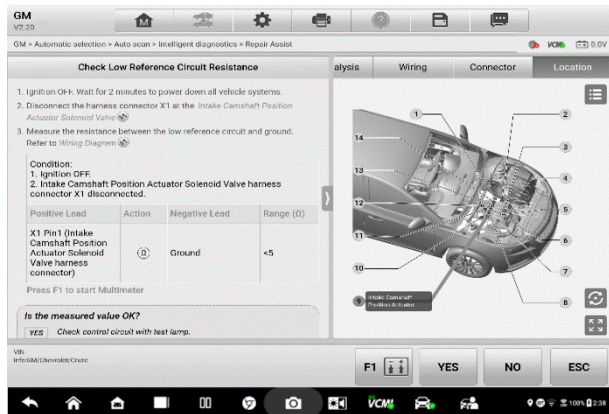 GM
V2.20
GM > Automatic selection > Auto scan > Intelligent diagnostics > Repair Assist
VCMI 0.0V
Check Low Reference Circuit Resistance
alysis Wiring Connector Location
1. Ignition OFF. Wait for 2 minutes to power down all vehicle systems.
2. Disconnect the harness connector X1 at the Intake Camshaft Position
Actuator Solenoid Valve
3. Measure the resistance between the low reference circuit and ground.
Refer to Wiring Diagram
Condition:
1. Ignition OFF.
2. Intake Camshaft Position Actuator Solenoid Valve harness
connector X1 disconnected.
Positive Lead Action Negative Lead Range (Ω)
X1 Pin1 (Intake
Camshaft Position
Actuator Solenoid
Valve harness
connector)
Ω Ground <5
Press F1 to start Multimeter
Is the measured value OK?
YES Check control circuit with test lamp.
1
2
3
4
5
6
7
8
9 Intake Camshaft
Position Actuator
10
11
12
13
14
VIN
Info:GM/Chevrolet/Cruze
F1 YES NO ESC
VCMI 100% 2:38